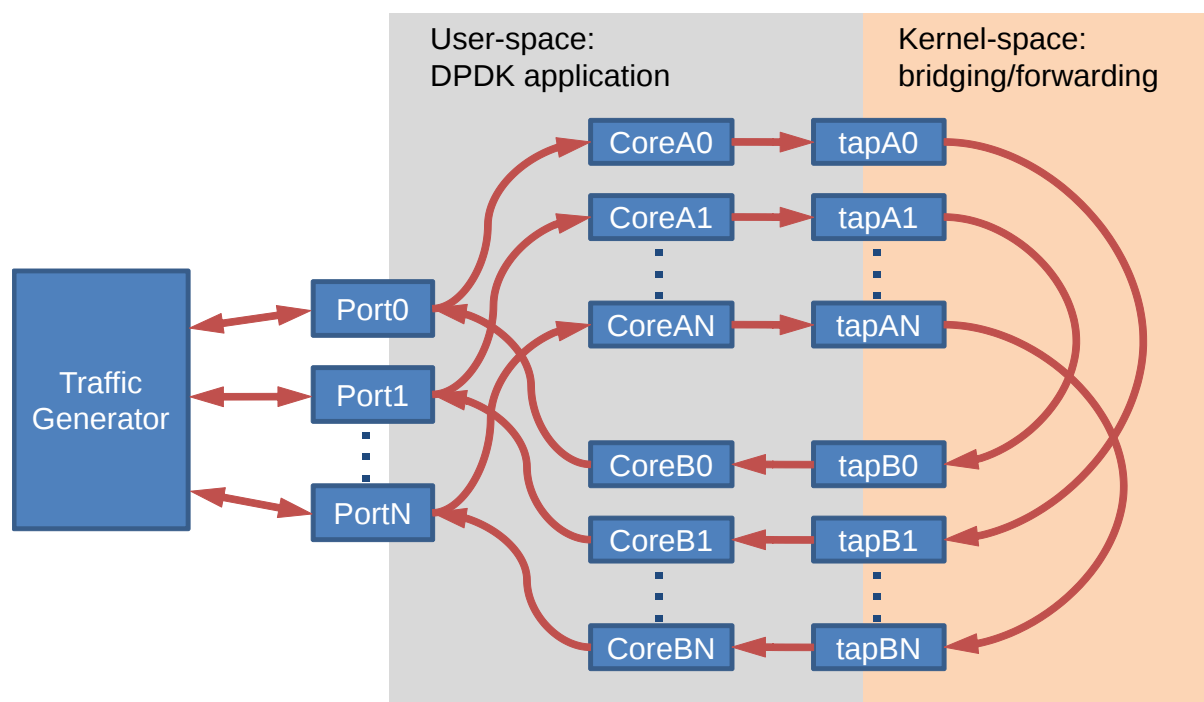 User-space:
DPDK application
Kernel-space:
bridging/forwarding
CoreA0
tapA0
CoreA1
tapA1
Port0
CoreAN
tapAN
Traffic
Generator
Port1
CoreB0
tapB0
PortN
CoreB1
tapB1
CoreBN
tapBN